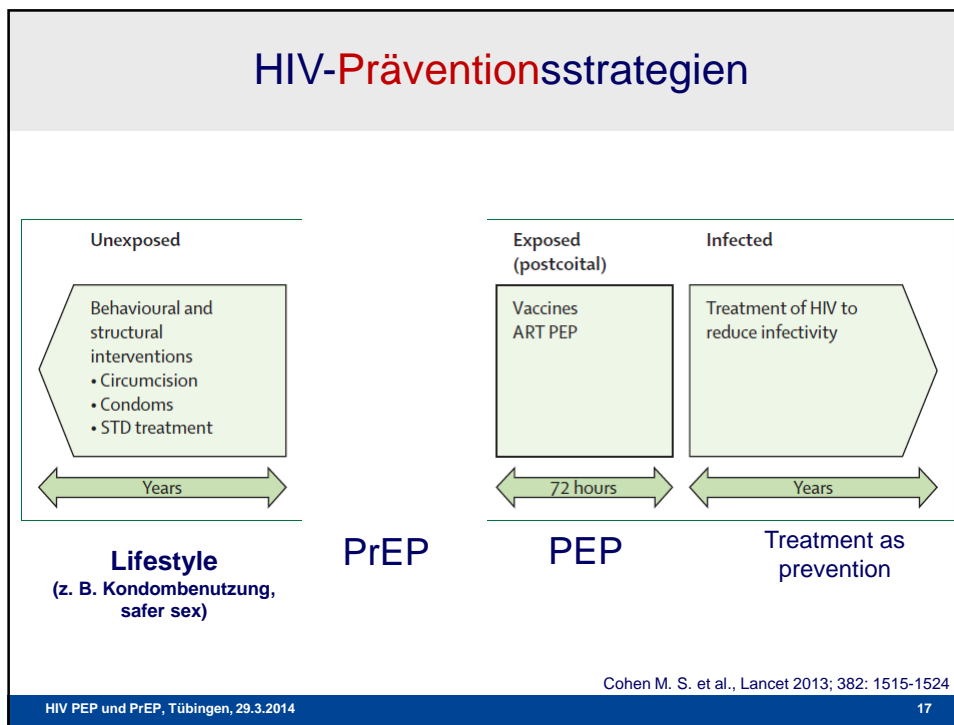 HIV-Präventionsstrategien
Unexposed
Behavioural and
structural
interventions
• Circumcision
• Condoms
• STD treatment
Years
Exposed
(postcoital)
Vaccines
ART PEP
72 hours
Infected
Treatment of HIV to
reduce infectivity
Years
Lifestyle
(z. B. Kondombenutzung,
safer sex)
PrEP
PEP
Treatment as
prevention
Cohen M. S. et al., Lancet 2013; 382: 1515-1524
HIV PEP und PrEP, Tübingen, 29.3.2014
17